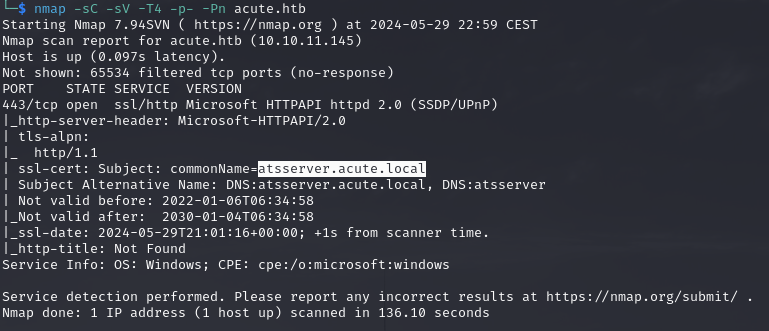 └─$ nmap -sC -sV -T4 -p- -Pn acute.htb
Starting Nmap 7.94SVN ( https://nmap.org ) at 2024-05-29 22:59 CEST
Nmap scan report for acute.htb (10.10.11.145)
Host is up (0.097s latency).
Not shown: 65534 filtered tcp ports (no-response)
PORT    STATE SERVICE  VERSION
443/tcp open  ssl/http Microsoft HTTPAPI httpd 2.0 (SSDP/UPnP)
|_http-server-header: Microsoft-HTTPAPI/2.0
| tls-alpn:
|_  http/1.1
| ssl-cert: Subject: commonName=atsserver.acute.local
| Subject Alternative Name: DNS:atsserver.acute.local, DNS:atsserver
| Not valid before: 2022-01-06T06:34:58
|_Not valid after:  2030-01-04T06:34:58
|_ssl-date: 2024-05-29T21:01:16+00:00; +1s from scanner time.
|_http-title: Not Found
Service Info: OS: Windows; CPE: cpe:/o:microsoft:windows

Service detection performed. Please report any incorrect results at https://nmap.org/submit/ .
Nmap done: 1 IP address (1 host up) scanned in 136.10 seconds